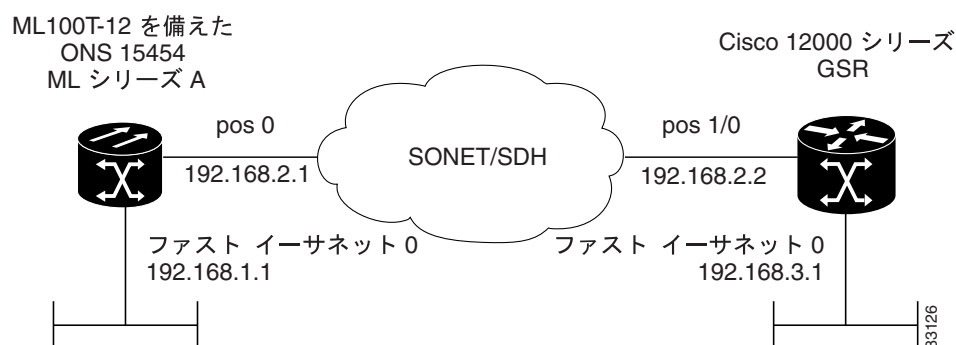 ML100T-12 を備えた
ONS 15454
ML シリーズ A
Cisco 12000 シリーズ
GSR
pos 0
192.168.2.1
SONET/SDH
pos 1/0
192.168.2.2
ファスト イーサネット 0
192.168.1.1
ファスト イーサネット 0
192.168.3.1